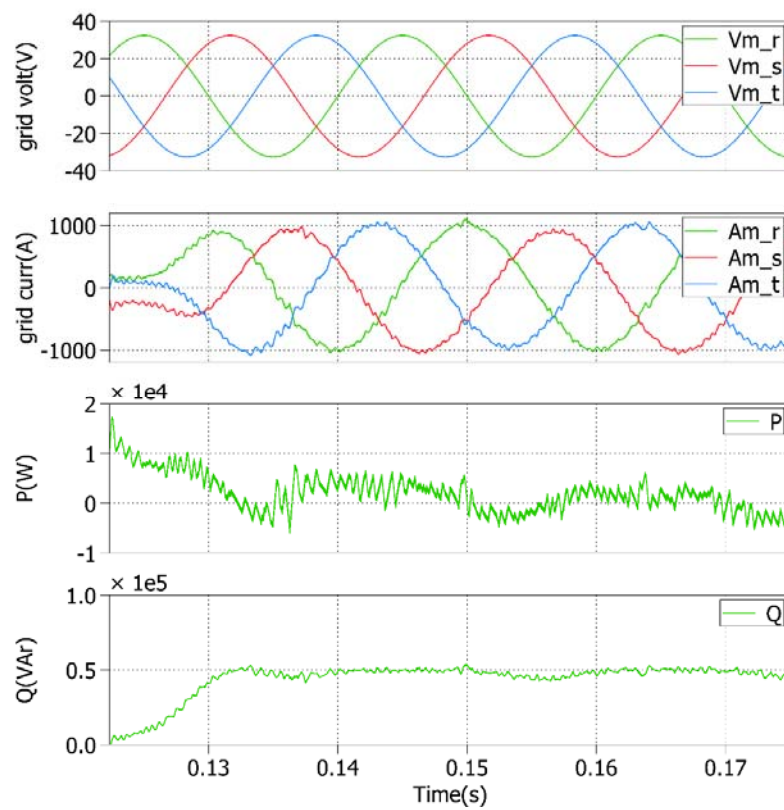 grid volt(V)
40
20
0
-20
-40
Vm_r
Vm_s
Vm_t
grid curr(A)
1000
0
-1000
Am_r
Am_s
Am_t
× 1e4
P(W)
2
1
0
-1
P
× 1e5
Q(VAr)
1.0
0.5
0.0
Q
0.13 0.14 0.15 0.16 0.17
Time(s)